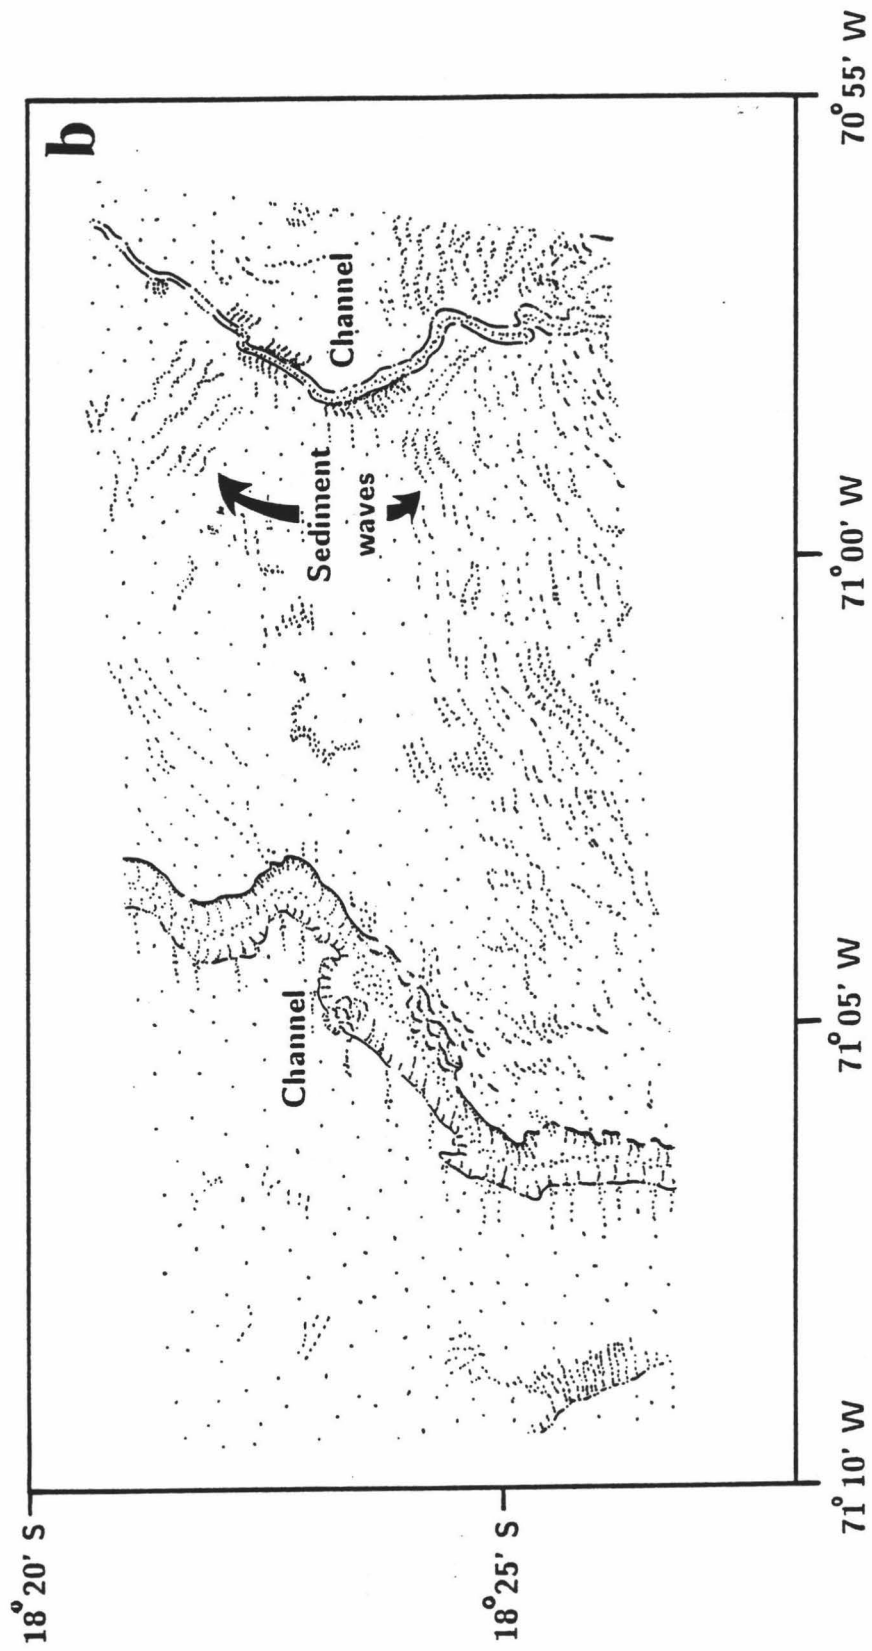 b
18° 20' S
18° 25' S
Channel
Sediment
waves
Channel
71° 10' W
71° 05' W
71° 00' W
70° 55' W